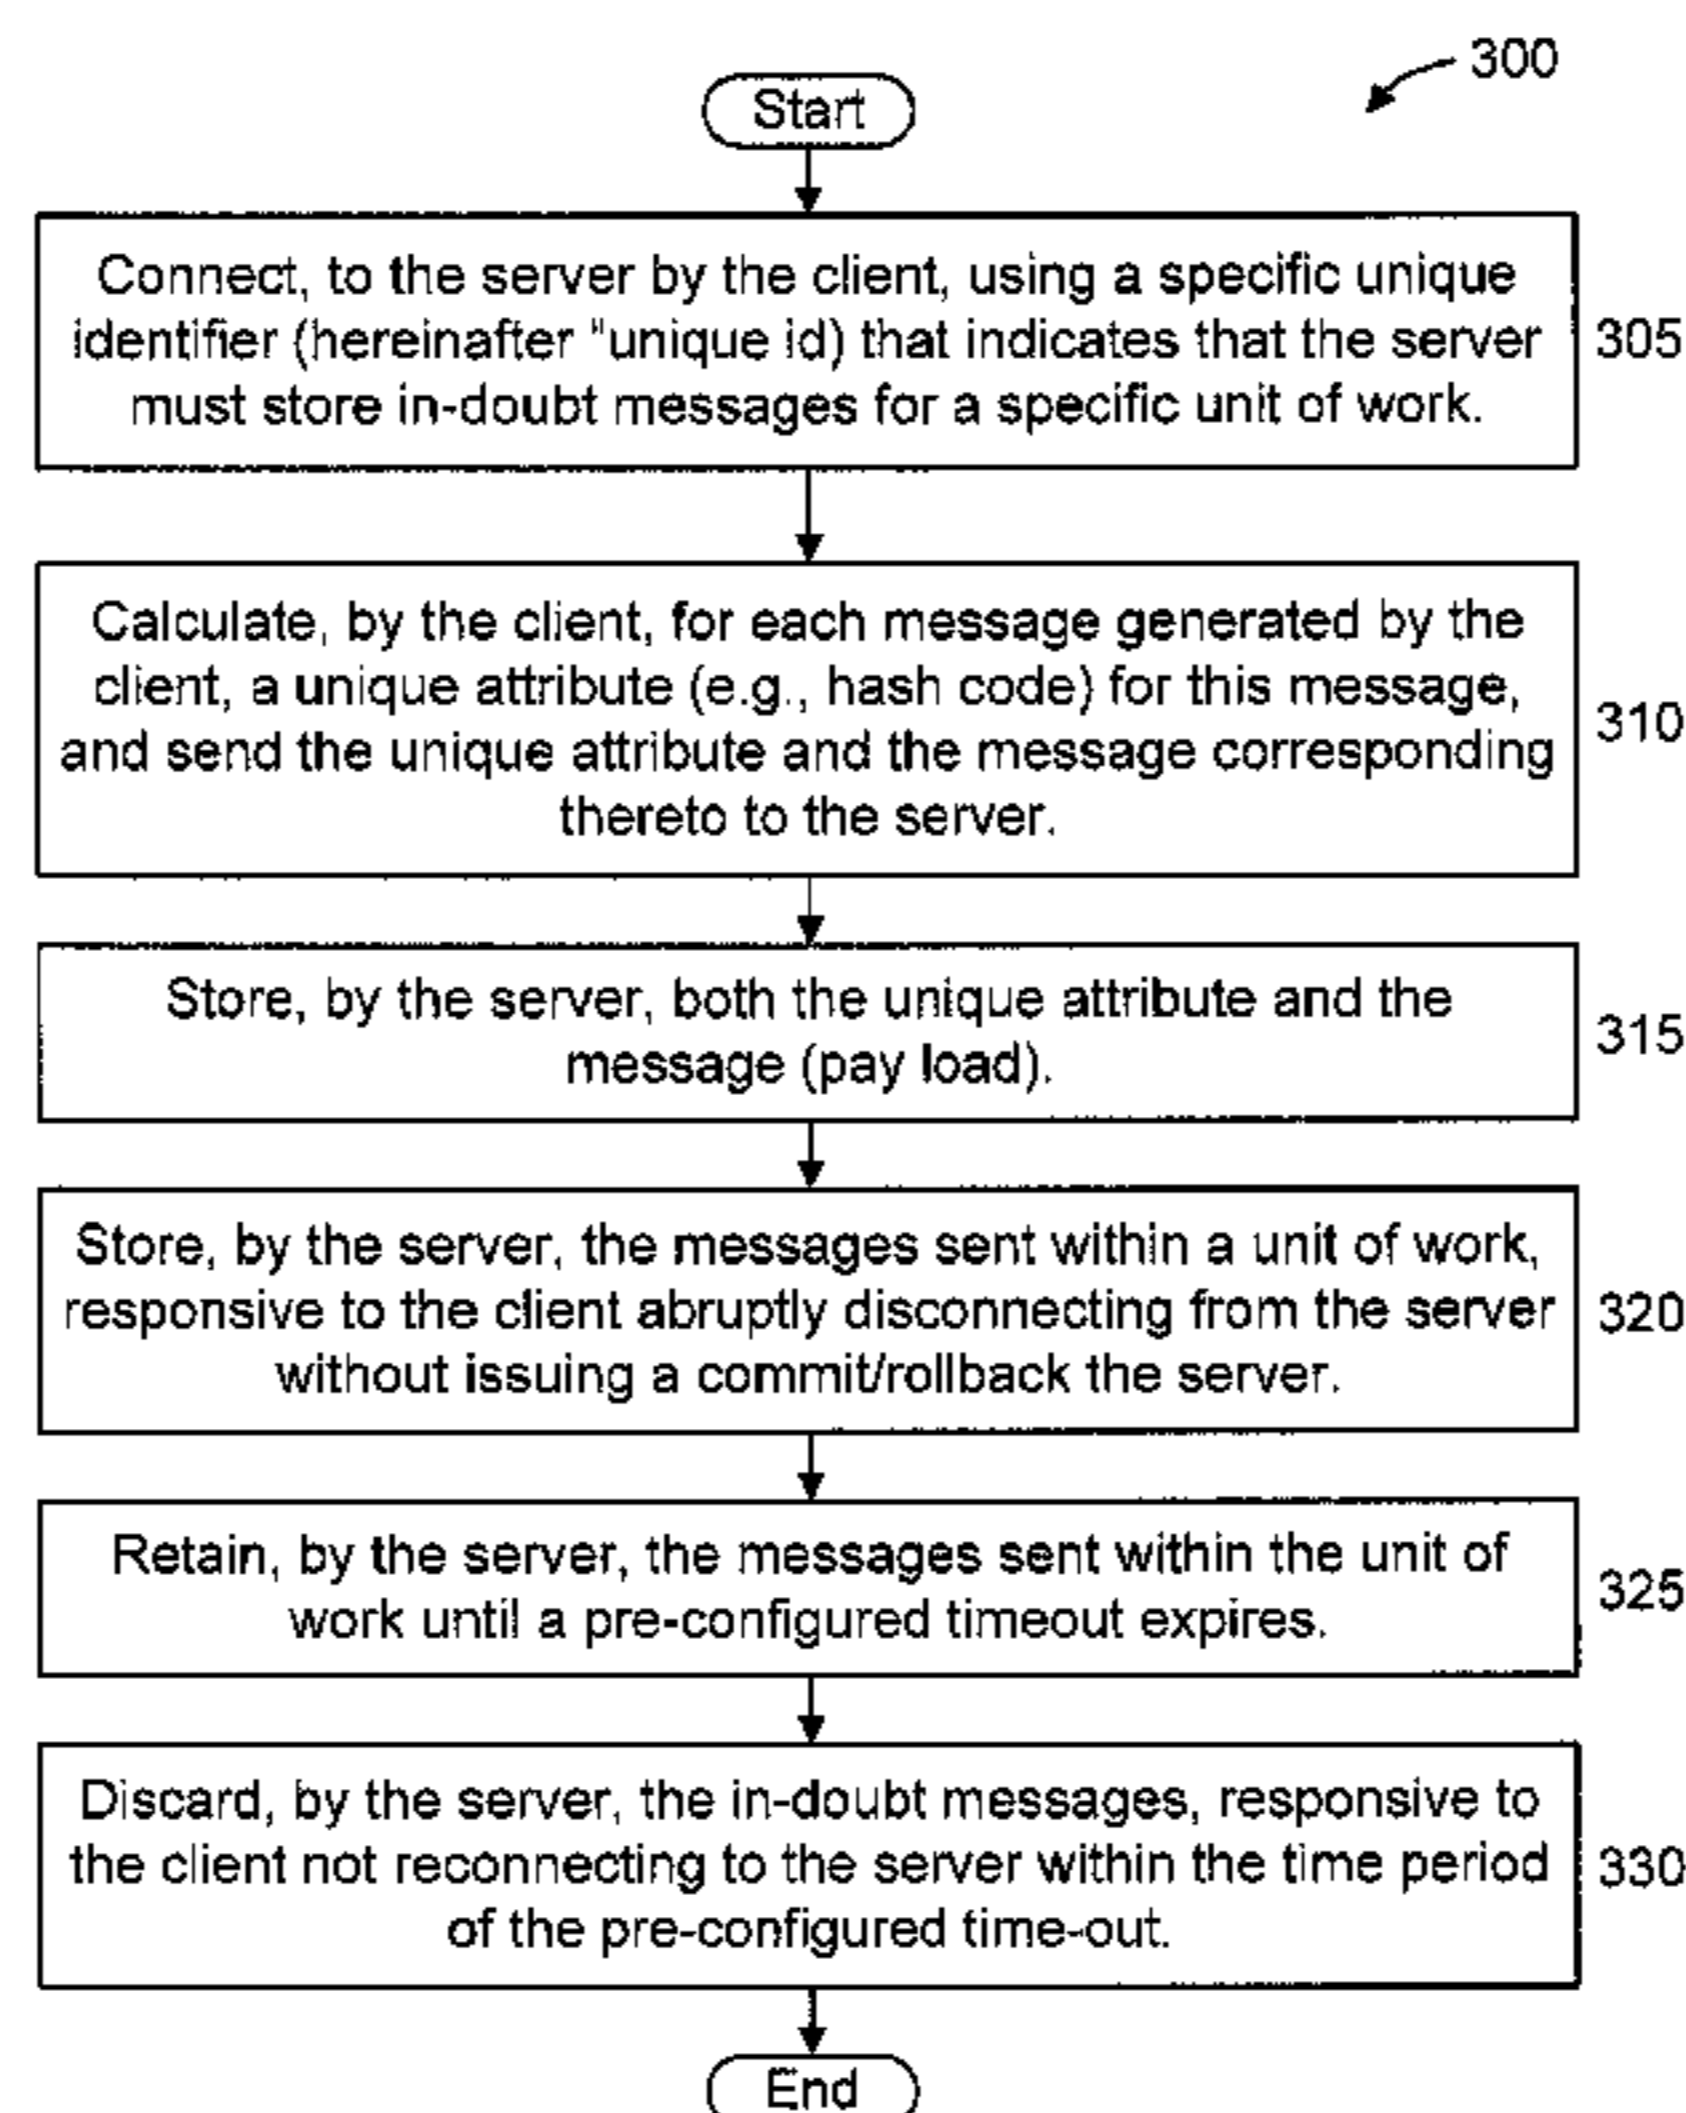 300
Start
Connect, to the server by the client, using a specific unique
identifier (hereinafter "unique id) that indicates that the server
must store in-doubt messages for a specific unit of work.
305
Calculate, by the client, for each message generated by the
client, a unique attribute (e.g., hash code) for this message,
and send the unique attribute and the message corresponding
thereto to the server.
310
Store, by the server, both the unique attribute and the
message (pay load).
315
Store, by the server, the messages sent within a unit of work,
responsive to the client abruptly disconnecting from the server
without issuing a commit/rollback the server.
320
Retain, by the server, the messages sent within the unit of
work until a pre-configured timeout expires.
325
Discard, by the server, the in-doubt messages, responsive to
the client not reconnecting to the server within the time period
of the pre-configured time-out.
330
End